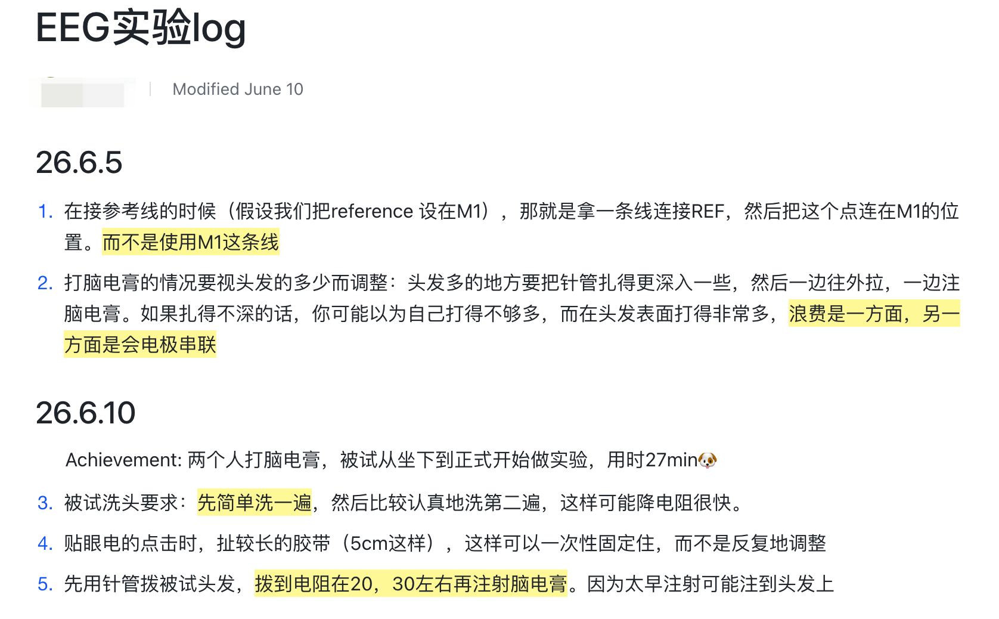 EEG实验log
Modified June 10
26.6.5
1. 在接参考线的时候（假设我们把reference 设在M1），那就是拿一条线连接REF，然后把这个点连在M1的位
置。而不是使用M1这条线
2. 打脑电膏的情况要视头发的多少而调整：头发多的地方要把针管扎得更深入一些，然后一边往外拉，一边注
脑电膏。如果扎得不深的话，你可能以为自己打得不够多，而在头发表面打得非常多，浪费是一方面，另一
方面是会电极串联
26.6.10
Achievement: 两个人打脑电膏，被试从坐下到正式开始做实验，用时27min🐶
3. 被试洗头要求：先简单洗一遍，然后比较认真地洗第二遍，这样可能降电阻很快。
4. 贴眼电的点击时，扯较长的胶带（5cm这样），这样可以一次性固定住，而不是反复地调整
5. 先用针管拨被试头发，拨到电阻在20，30左右再注射脑电膏。因为太早注射可能注到头发上